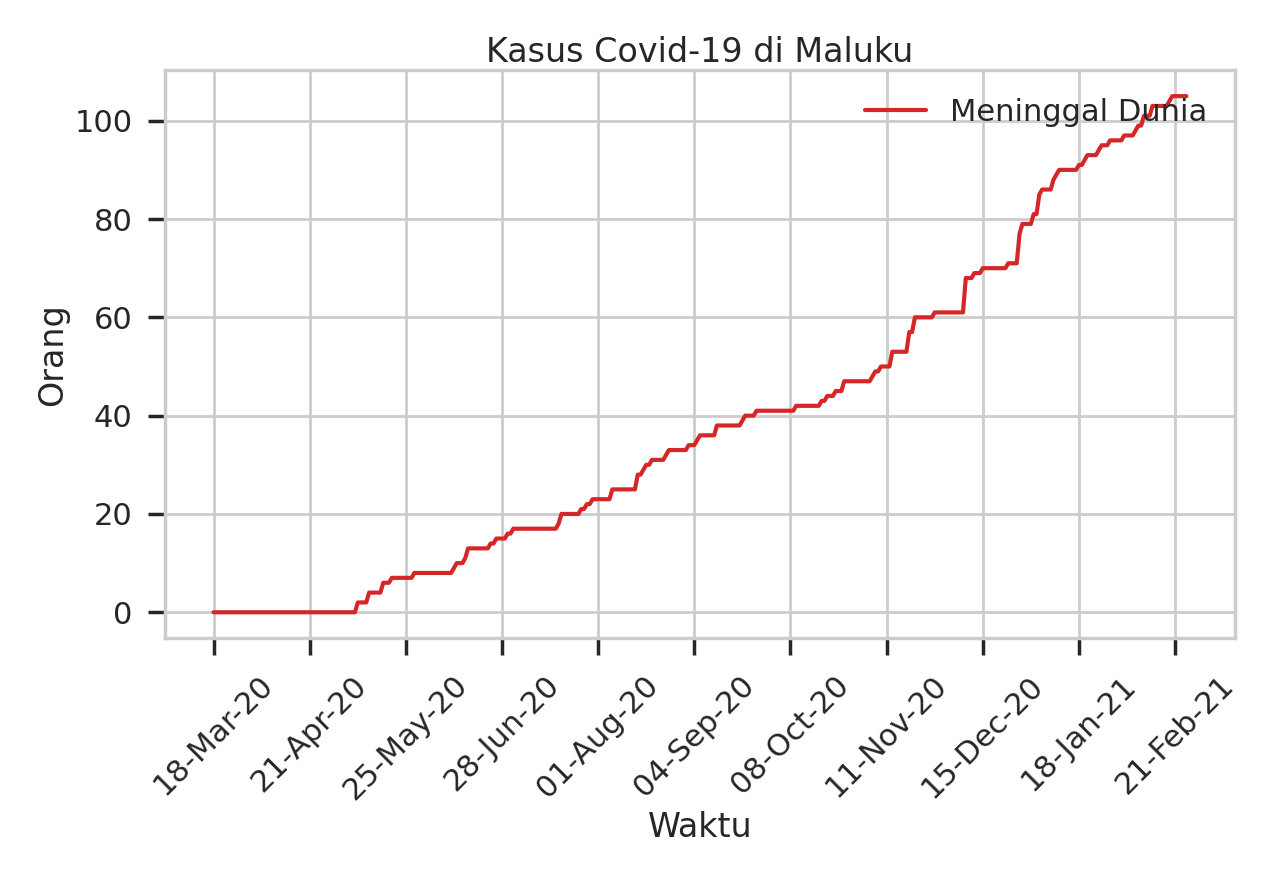 Kasus Covid-19 di Maluku
Meninggal Dunia
Orang
100
80
60
40
20
0
18-Mar-20
21-Apr-20
25-May-20
28-Jun-20
01-Aug-20
04-Sep-20
08-Oct-20
11-Nov-20
15-Dec-20
18-Jan-21
21-Feb-21
Waktu